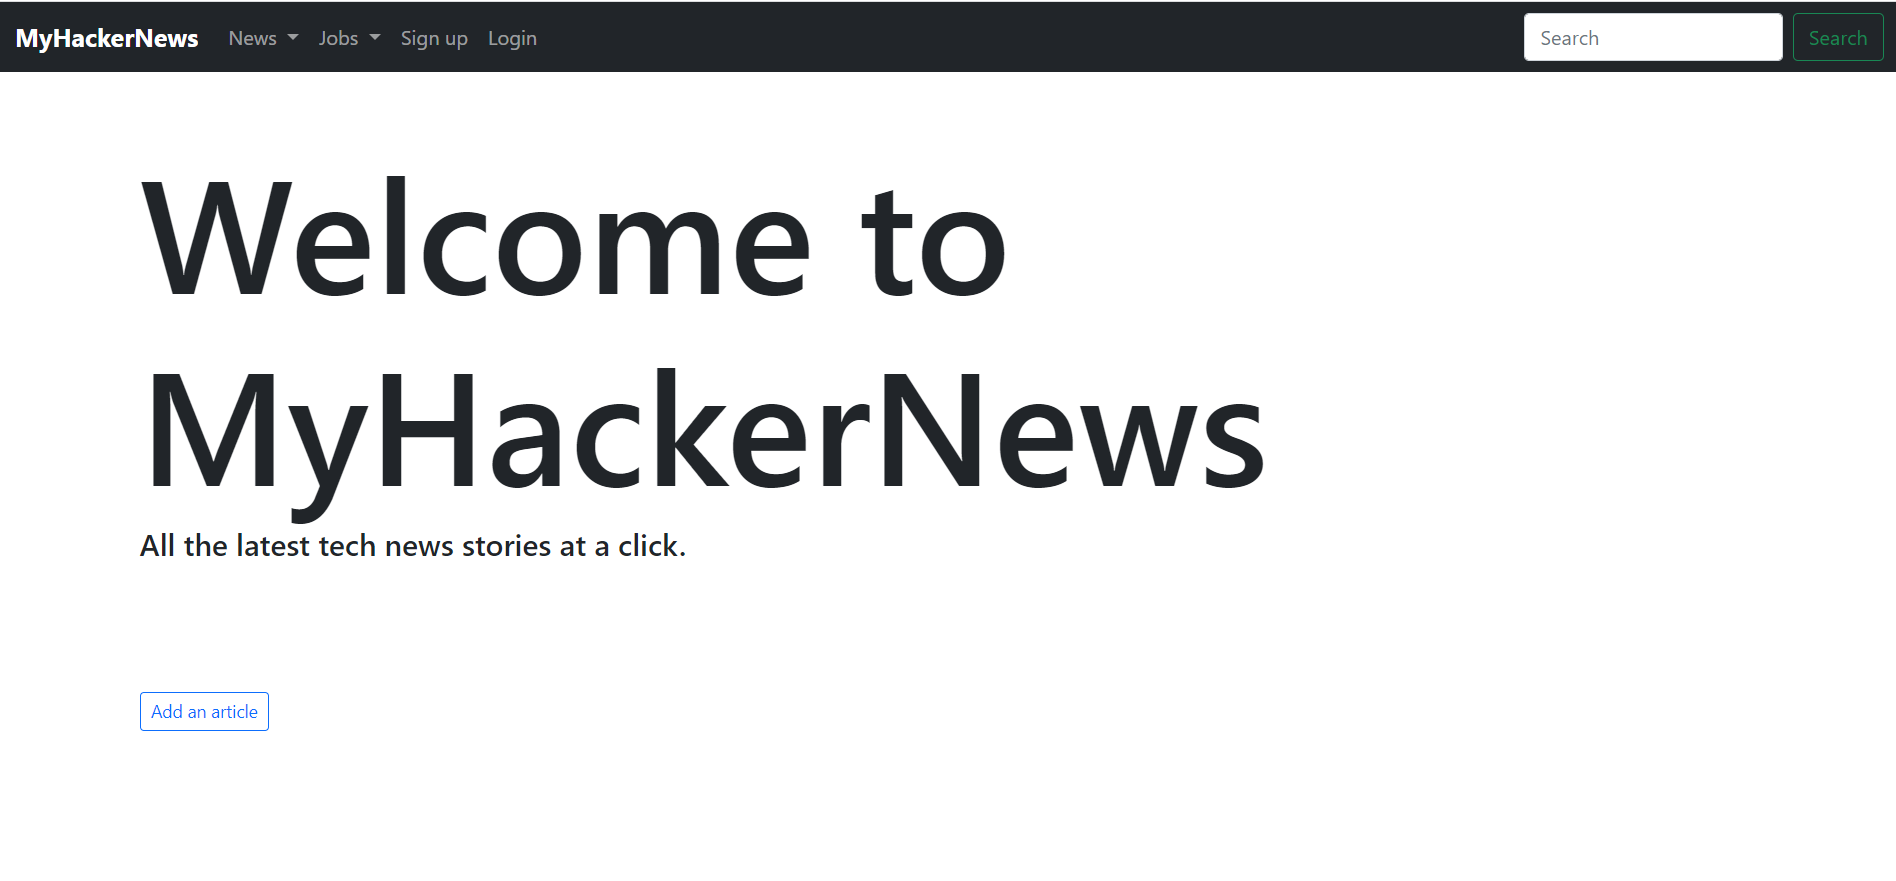 MyHackerNews News Jobs Sign up Login Search Search
Welcome to
MyHackerNews
All the latest tech news stories at a click.
Add an article